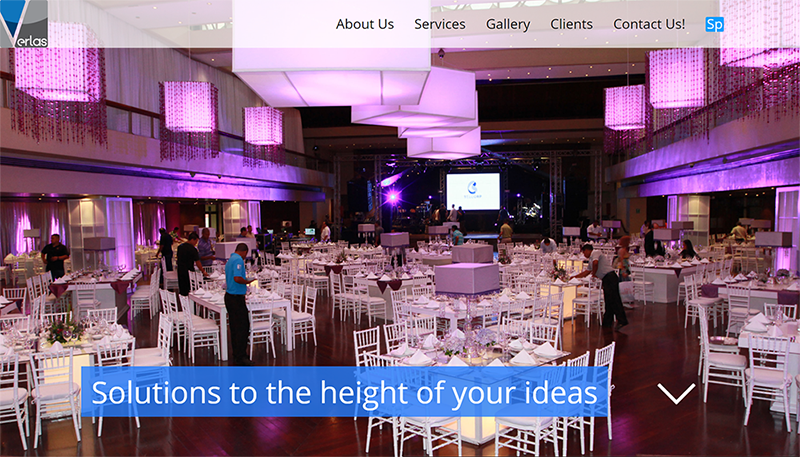 Verlas
About Us Services Gallery Clients Contact Us! Sp
Solutions to the height of your ideas